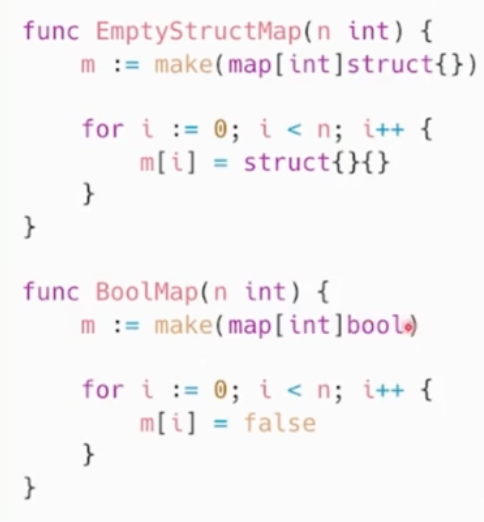 func EmptyStructMap(n int) {
    m := make(map[int]struct{})
    for i := 0; i < n; i++ {
        m[i] = struct{}{}
    }
}
func BoolMap(n int) {
    m := make(map[int]bool)
    for i := 0; i < n; i++ {
        m[i] = false
    }
}